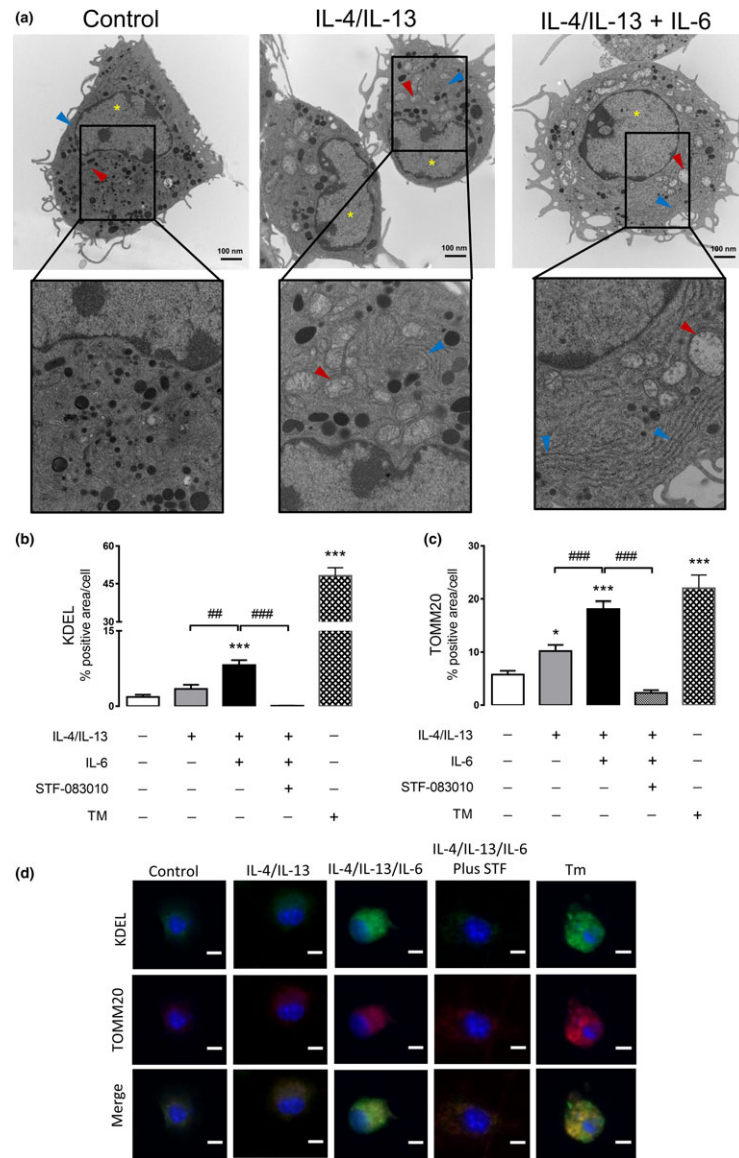 (a)
Control IL-4/IL-13 IL-4/IL-13 + IL-6
* * * *
100 nm 100 nm 100 nm
(b)
KDEL
% positive area/cell
60
45
30
15
0
## ###
*** ***
IL-4/IL-13 – + + + –
IL-6 – – + + –
STF-083010 – – – + –
TM – – – – +
(c)
TOMM20
% positive area/cell
30
20
10
0
### ###
* *** ***
IL-4/IL-13 – + + + –
IL-6 – – + + –
STF-083010 – – – + –
TM – – – – +
(d)
Control IL-4/IL-13 IL-4/IL-13/IL-6 IL-4/IL-13/IL-6 Plus STF Tm
KDEL
TOMM20
Merge